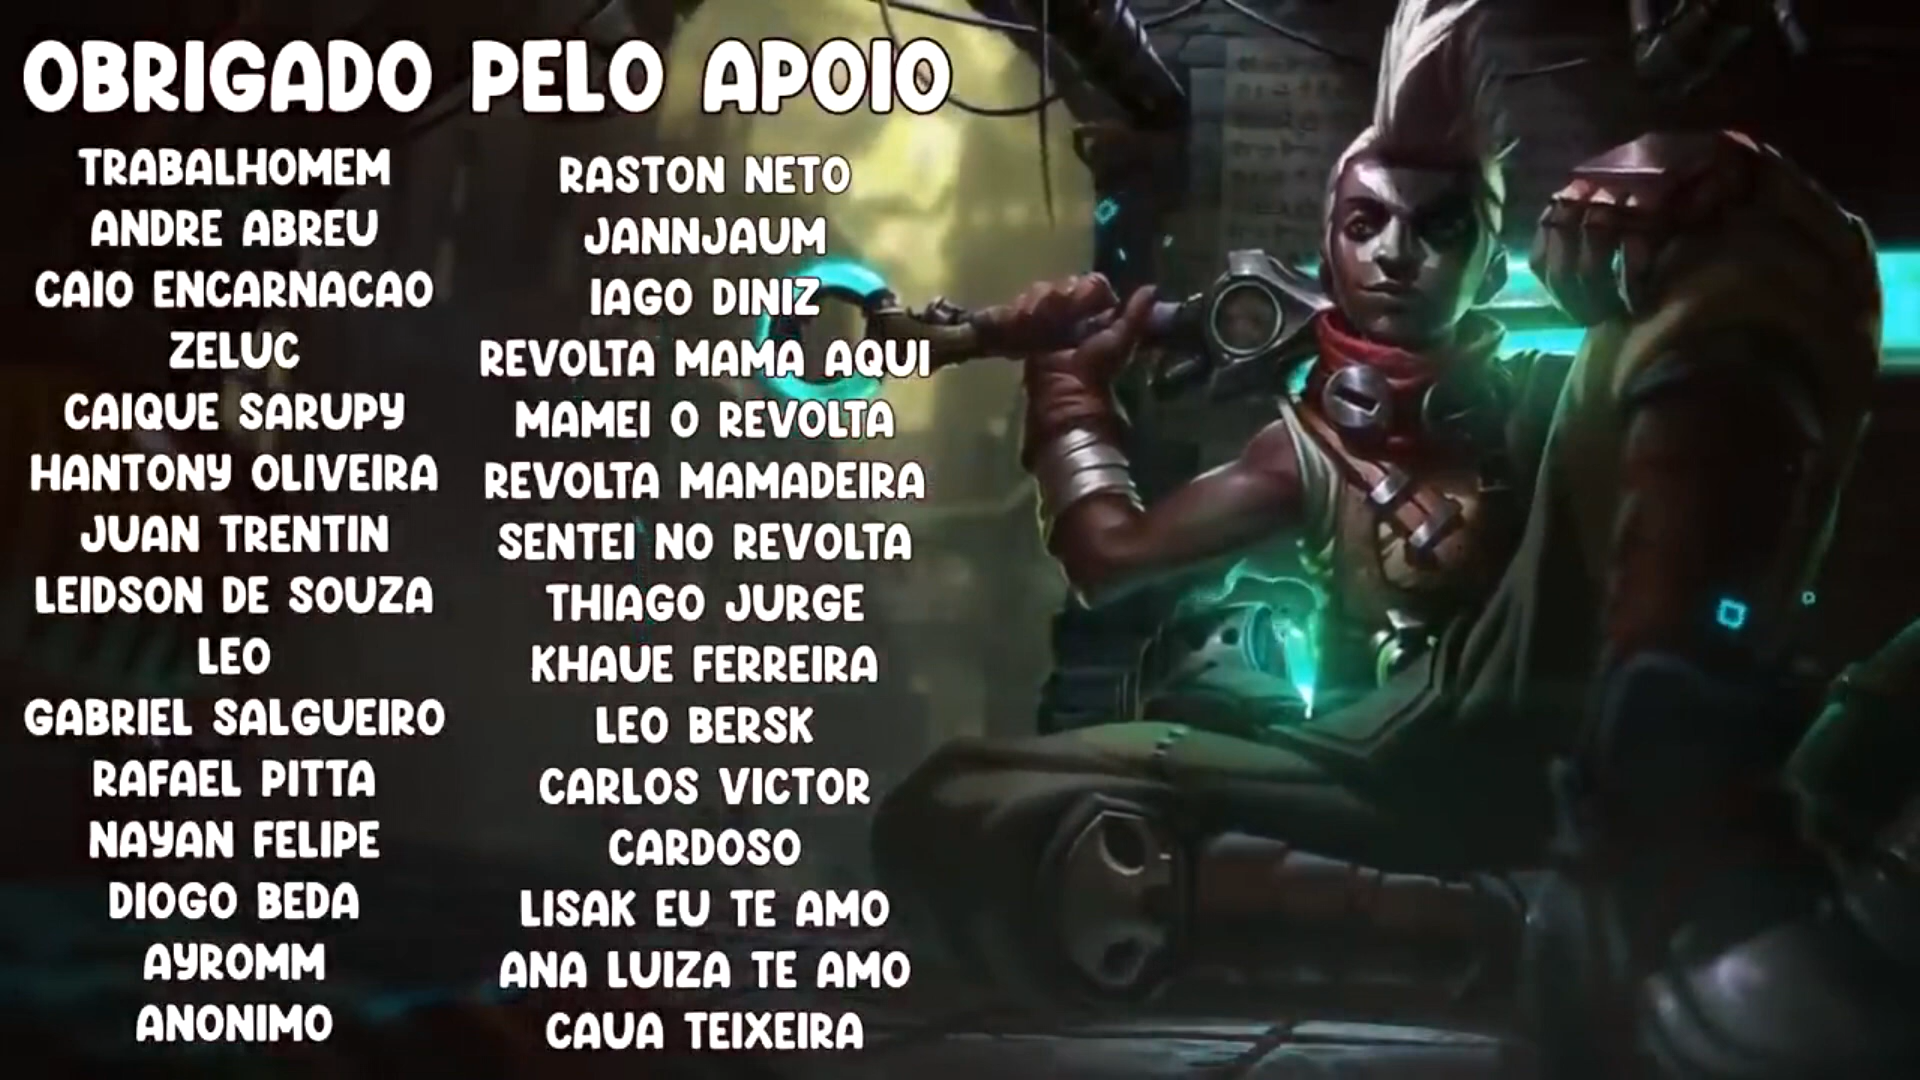 OBRIGADO PELO APOIO
TRABALHOMEM
ANDRE ABREU
CAIO ENCARNACAO
ZELUC
CAIQUE SARUPY
HANTONY OLIVEIRA
JUAN TRENTIN
LEIDSON DE SOUZA
LEO
GABRIEL SALGUEIRO
RAFAEL PITTA
NAYAN FELIPE
DIOGO BEDA
AYROMM
ANONIMO
RASTON NETO
JANNJAUM
IAGO DINIZ
REVOLTA MAMA AQUI
MAMEI O REVOLTA
REVOLTA MAMADEIRA
SENTEI NO REVOLTA
THIAGO JURGE
KHAUE FERREIRA
LEO BERSK
CARLOS VICTOR
CARDOSO
LISAK EU TE AMO
ANA LUIZA TE AMO
CAUA TEIXEIRA